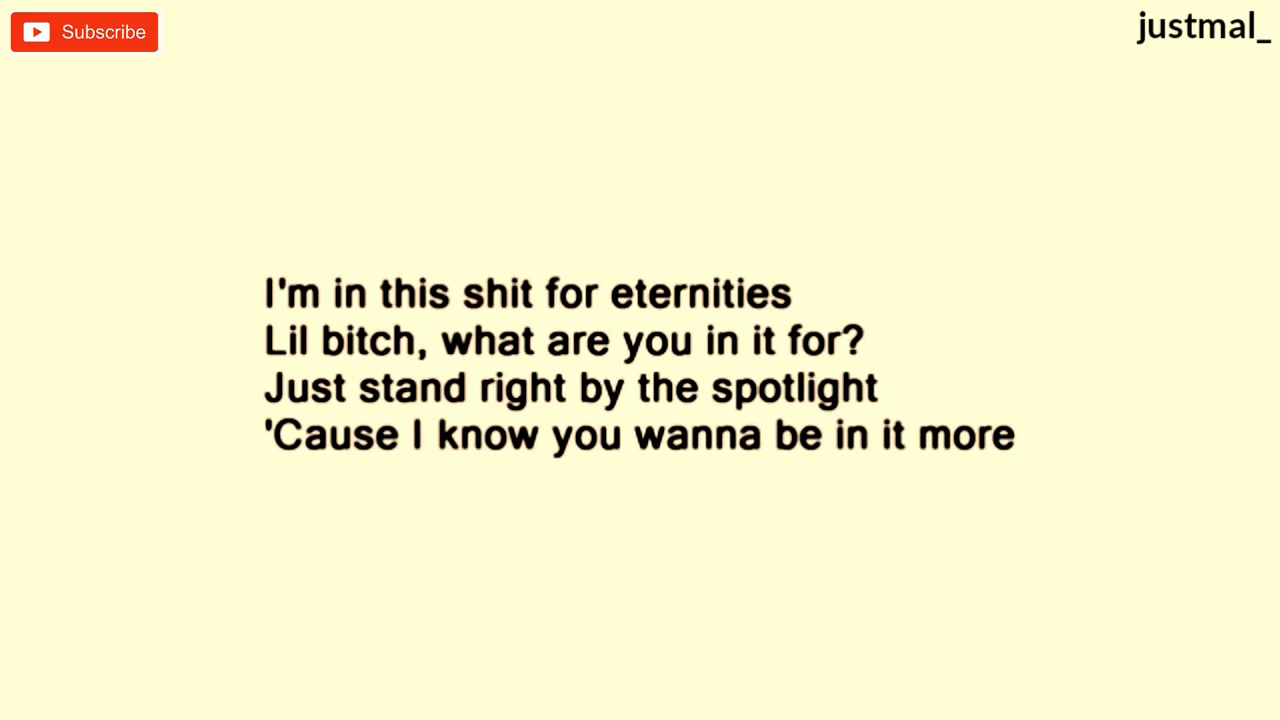 Subscribe
justmal_
I'm in this shit for eternities
Lil bitch, what are you in it for?
Just stand right by the spotlight
'Cause I know you wanna be in it more